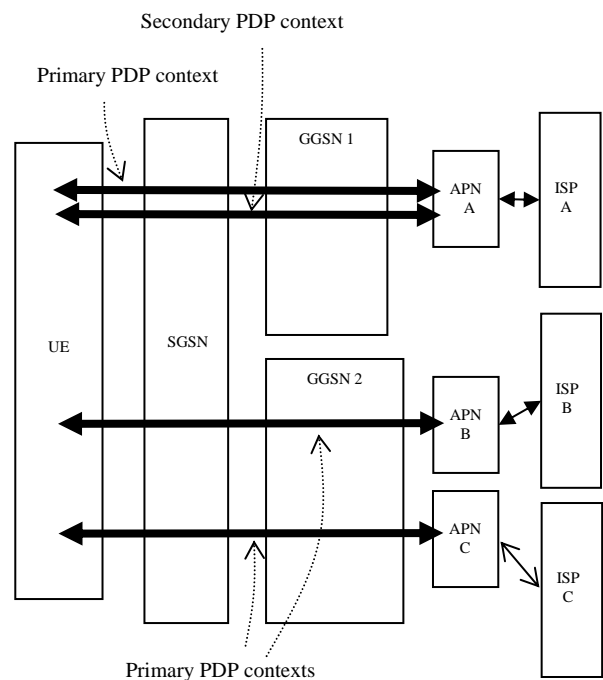 Secondary PDP context
Primary PDP context
GGSN 1
APN
A
ISP
A
UE
SGSN
GGSN 2
APN
B
ISP
B
APN
C
ISP
C
Primary PDP contexts